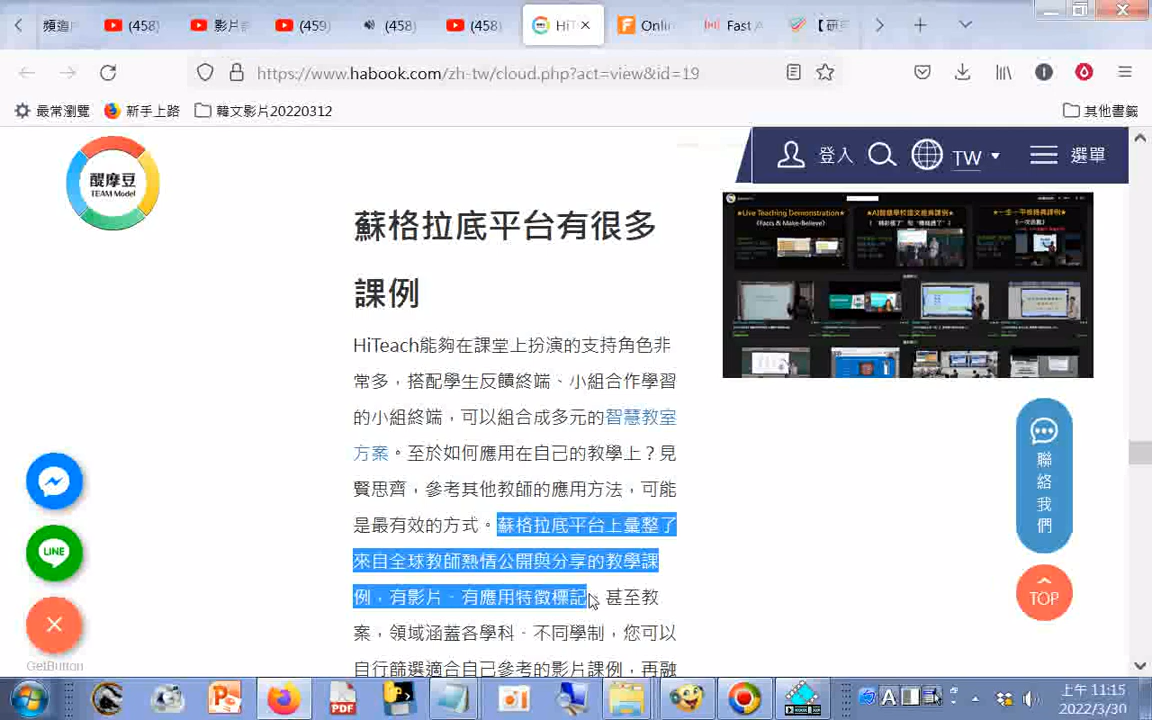 頻道
(458)
影片
(459)
(458)
(458)
HiT
Onlin
Fast A
【研
https://www.habook.com/zh-tw/cloud.php?act=view&id=19
最常瀏覽
新手上路
韓文影片20220312
其他書籤
醍摩豆
TEAM Model
登入
TW
選單
★Live Teaching Demonstration★
《Facts & Make-Believe》
蘇格拉底平台有很多
課例
HiTeach能夠在課堂上扮演的支持角色非
常多，搭配學生反饋終端、小組合作學習
的小組終端，可以組合成多元的智慧教室
方案。至於如何應用在自己的教學上？見
賢思齊，參考其他教師的應用方法，可能
是最有效的方式。蘇格拉底平台上彙整了
來自全球教師熱情公開與分享的教學課
例，有影片、有應用特徵標記，甚至教
案，領域涵蓋各學科、不同學制，您可以
自行篩選適合自己參考的影片課例，再融
聯
絡
我
們
TOP
LINE
GetButton
PDF
A
上午 11:15
2022/3/30